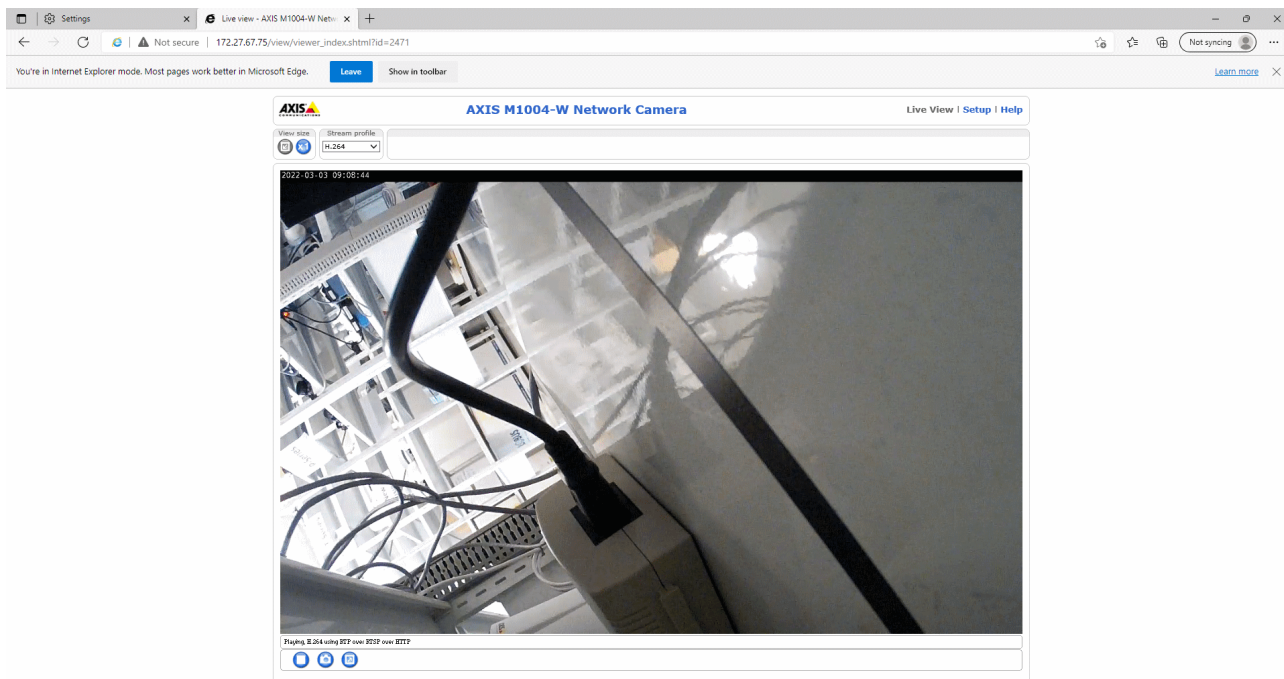 Settings
Live view - AXIS M1004-W Netw
Not secure
172.27.67.75/view/viewer_index.shtml?id=2471
Not syncing
You're in Internet Explorer mode. Most pages work better in Microsoft Edge.
Leave
Show in toolbar
Learn more
AXIS
COMMUNICATIONS
AXIS M1004-W Network Camera
Live View | Setup | Help
View size
Stream profile
x1
H.264
2022-03-03 09:08:44
Playing, H.264 using RTP over RTSP over HTTP